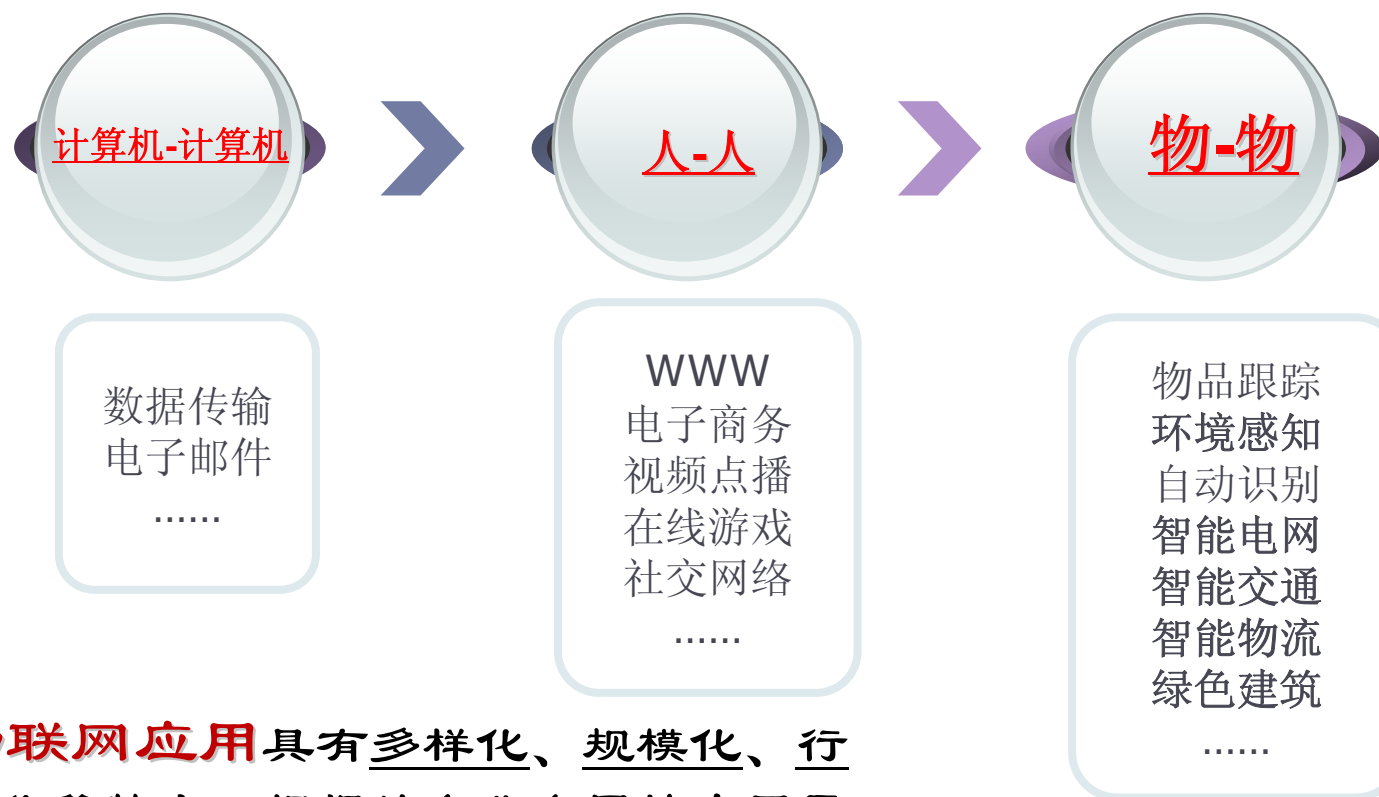 计算机-计算机
人-人
物-物
数据传输
电子邮件
......
WWW
电子商务
视频点播
在线游戏
社交网络
......
物品跟踪
环境感知
自动识别
智能电网
智能交通
智能物流
绿色建筑
......
联网应用具有多样化、规模化、行